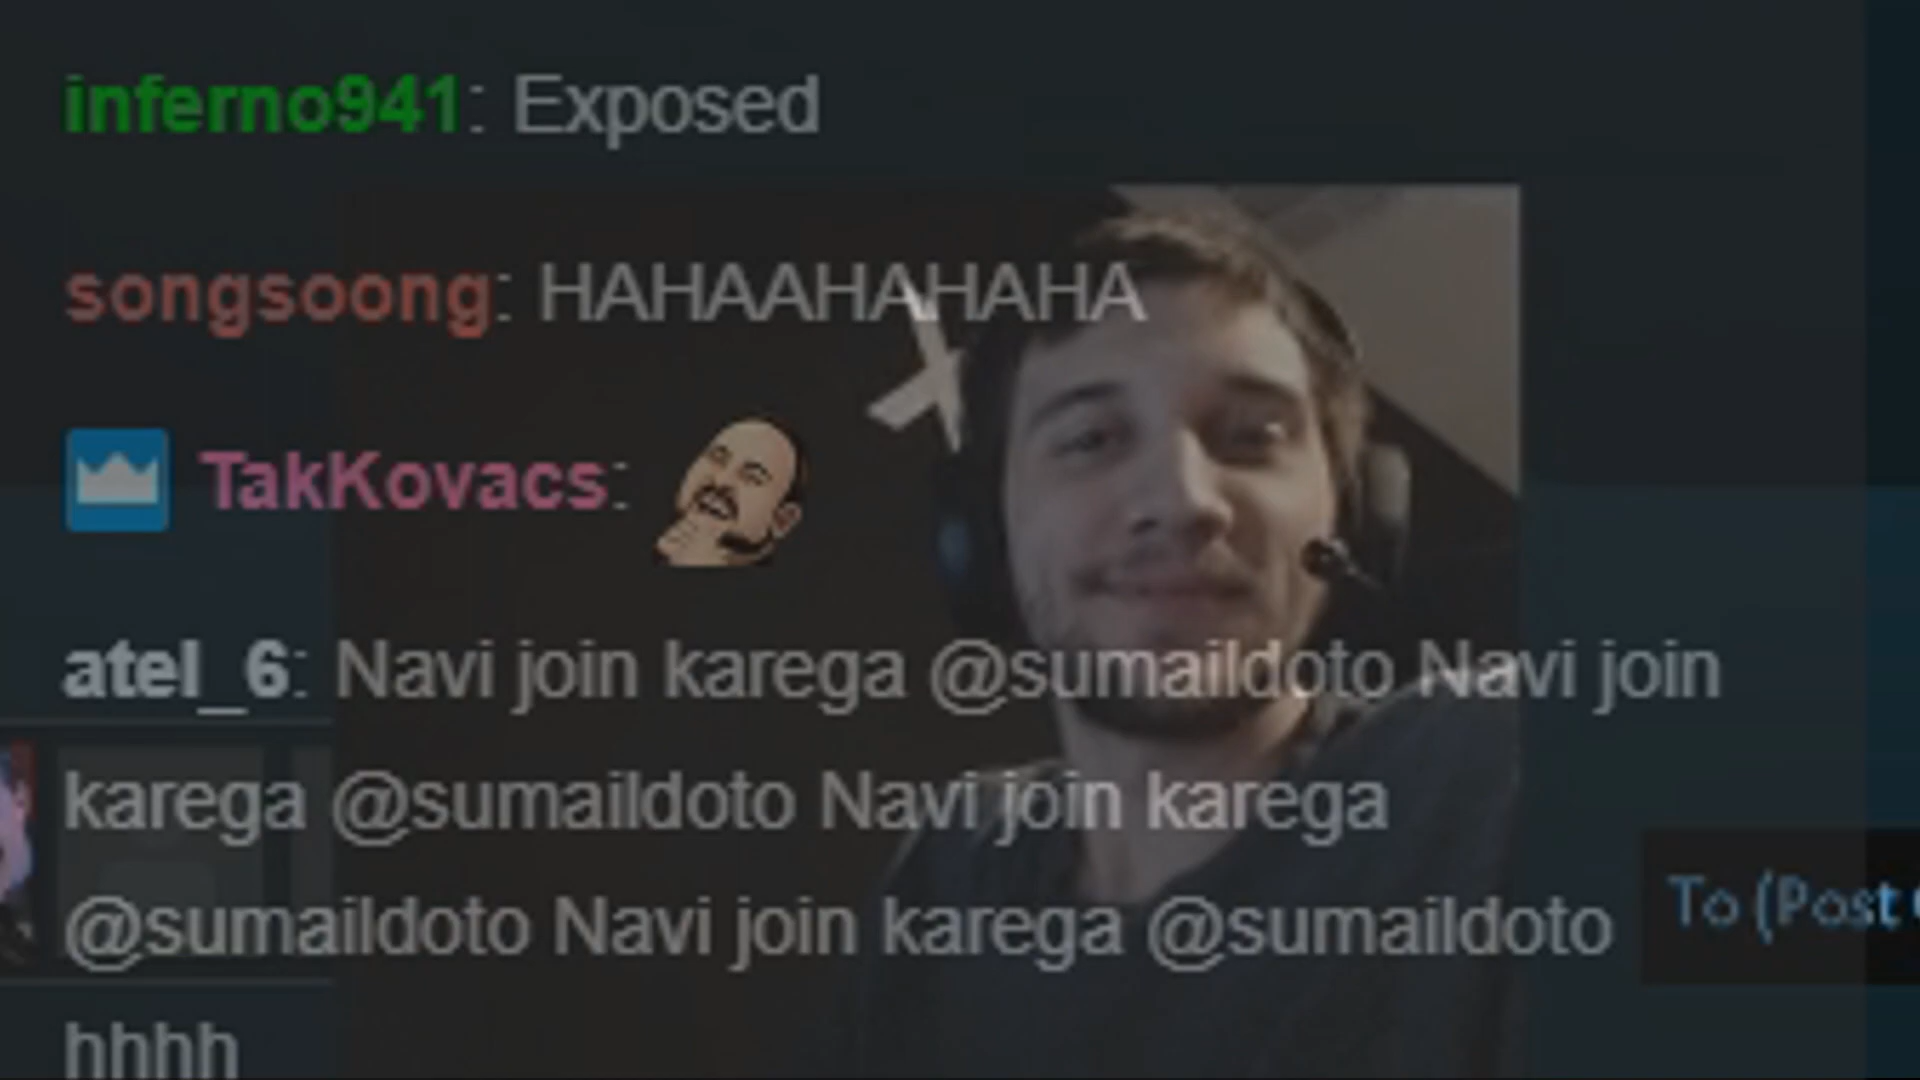 inferno941: Exposed
songsoong: HAHAAHAHAHA
TakKovacs:
atel_6: Navi join karega @sumaildoto Navi join
karega @sumaildoto Navi join karega
@sumaildoto Navi join karega @sumaildoto
To (Post
hhhh